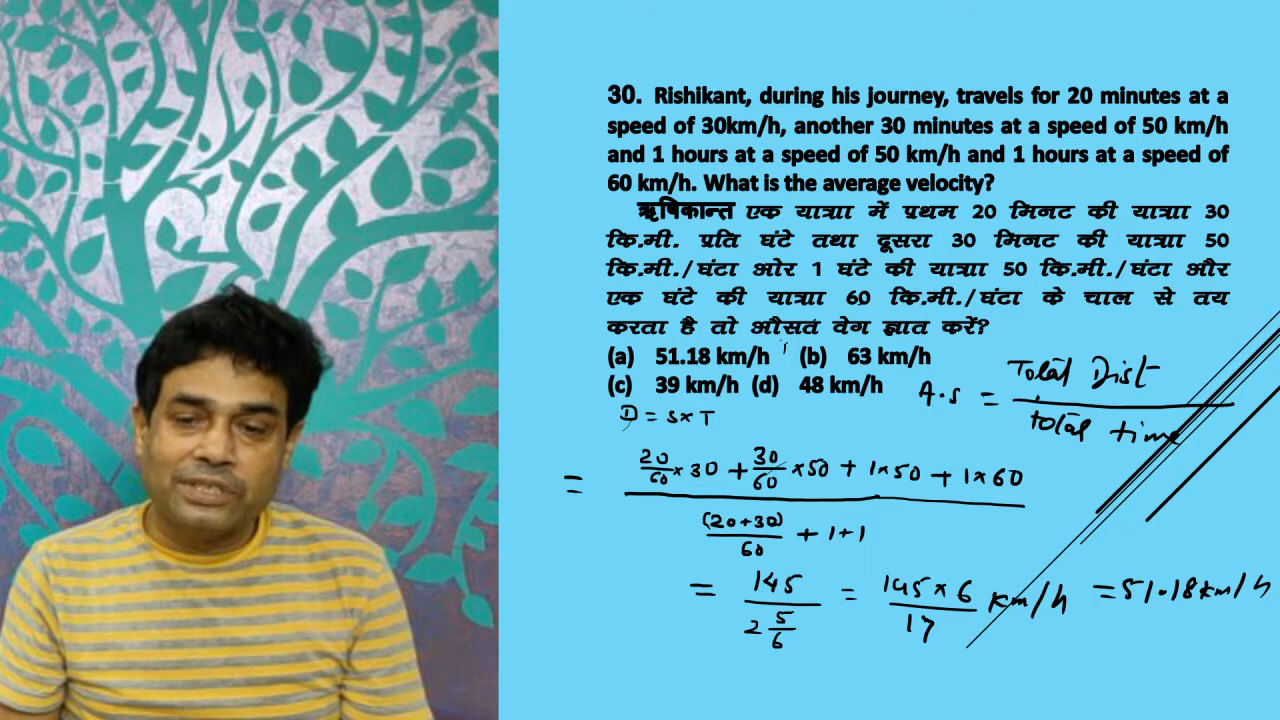 30. Rishikant, during his journey, travels for 20 minutes at a
speed of 30km/h, another 30 minutes at a speed of 50 km/h
and 1 hours at a speed of 50 km/h and 1 hours at a speed of
60 km/h. What is the average velocity?
ऋषिकान्त एक यात्राा में प्रथम 20 मिनट की यात्राा 30
कि.मी. प्रति घंटे तथा दूसरा 30 मिनट की यात्राा 50
कि.मी./घंटा ओर 1 घंटे की यात्राा 50 कि.मी./घंटा और
एक घंटे की यात्राा 60 कि.मी./घंटा के चाल से तय
करता है तो औसत वेग ज्ञात करें?
(a) 51.18 km/h (b) 63 km/h
(c) 39 km/h (d) 48 km/h
A.S = Total Dist / total time
D = S×T
= 20/60 × 30 + 30/60 × 50 + 1×50 + 1×60
(20+30)/60 + 1+1
= 145 / 2 5/6 = 145×6 / 17 km/h = 51.18 km/h